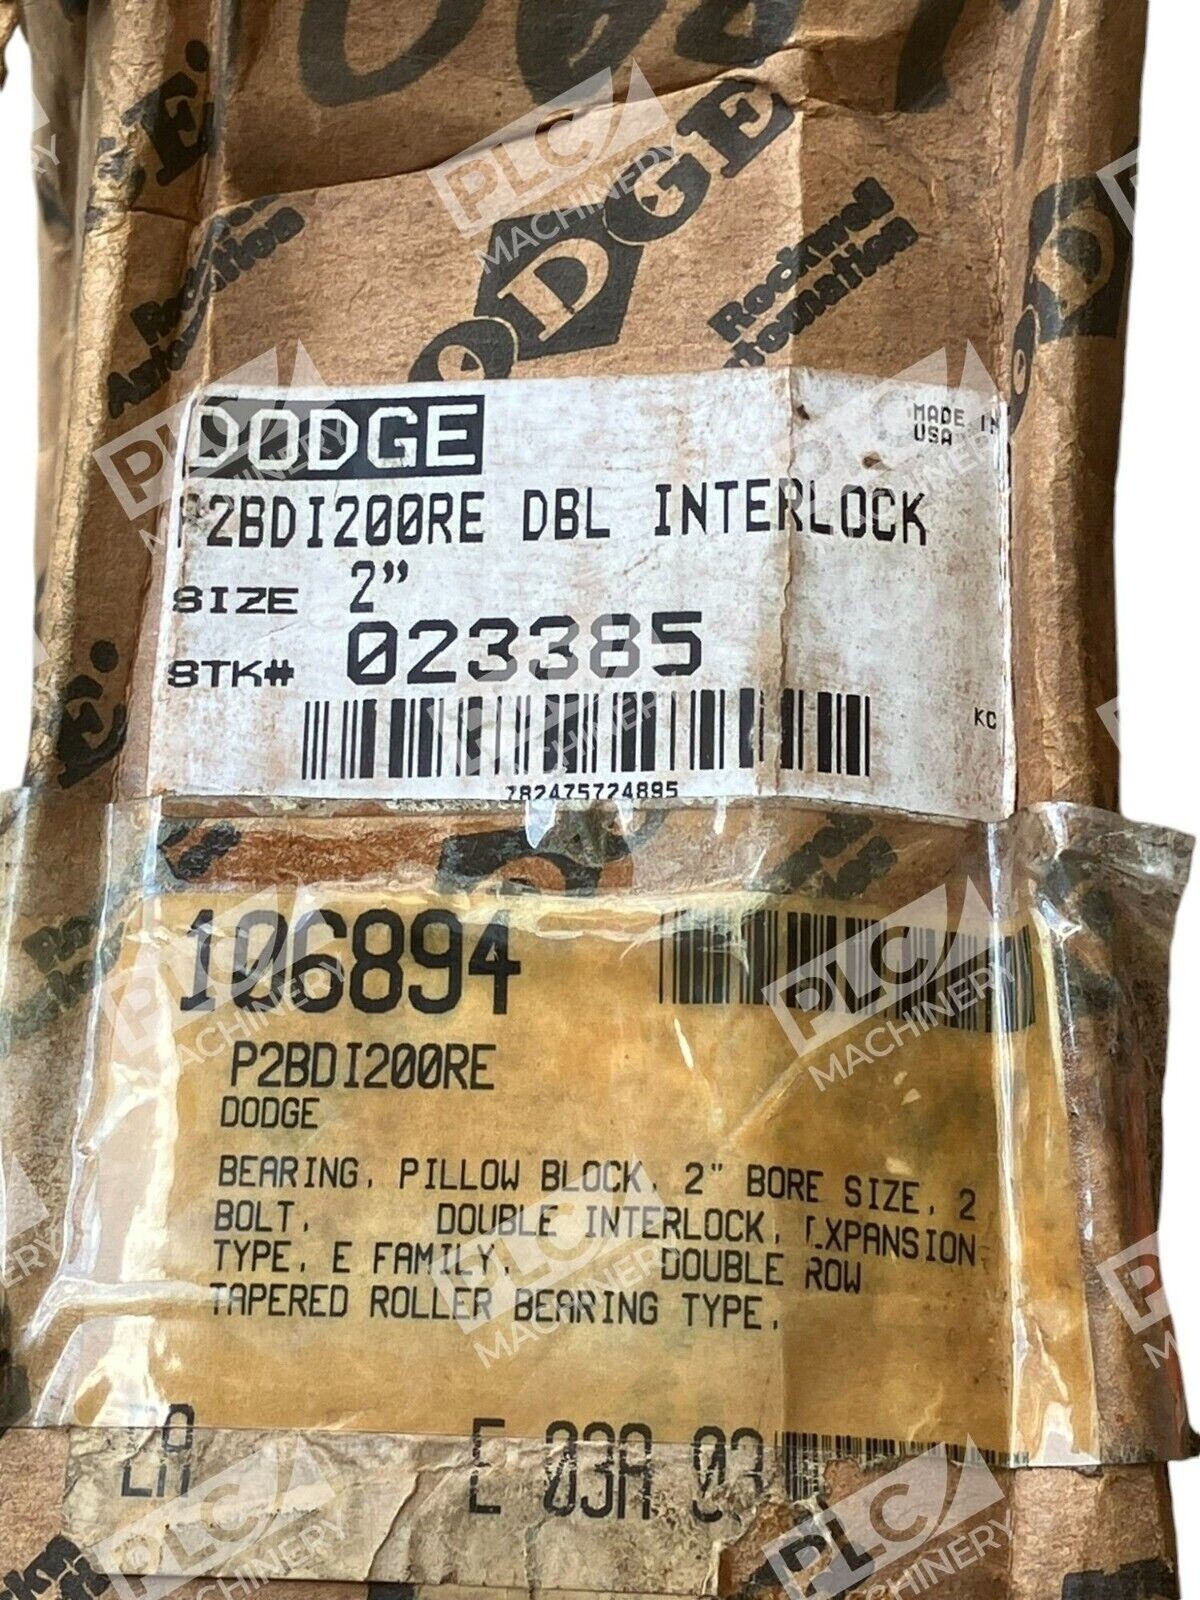 DODGE
Rockwell
Automation
DODGE
MADE IN
USA
P2BDI200RE DBL INTERLOCK
SIZE 2"
STK# 023385
KC
782475724895
106894
P2BDI200RE
DODGE
BEARING, PILLOW BLOCK, 2" BORE SIZE, 2
BOLT, DOUBLE INTERLOCK, EXPANSION
TYPE, E FAMILY, DOUBLE ROW
TAPERED ROLLER BEARING TYPE,
E 03A 03
PLC MACHINERY